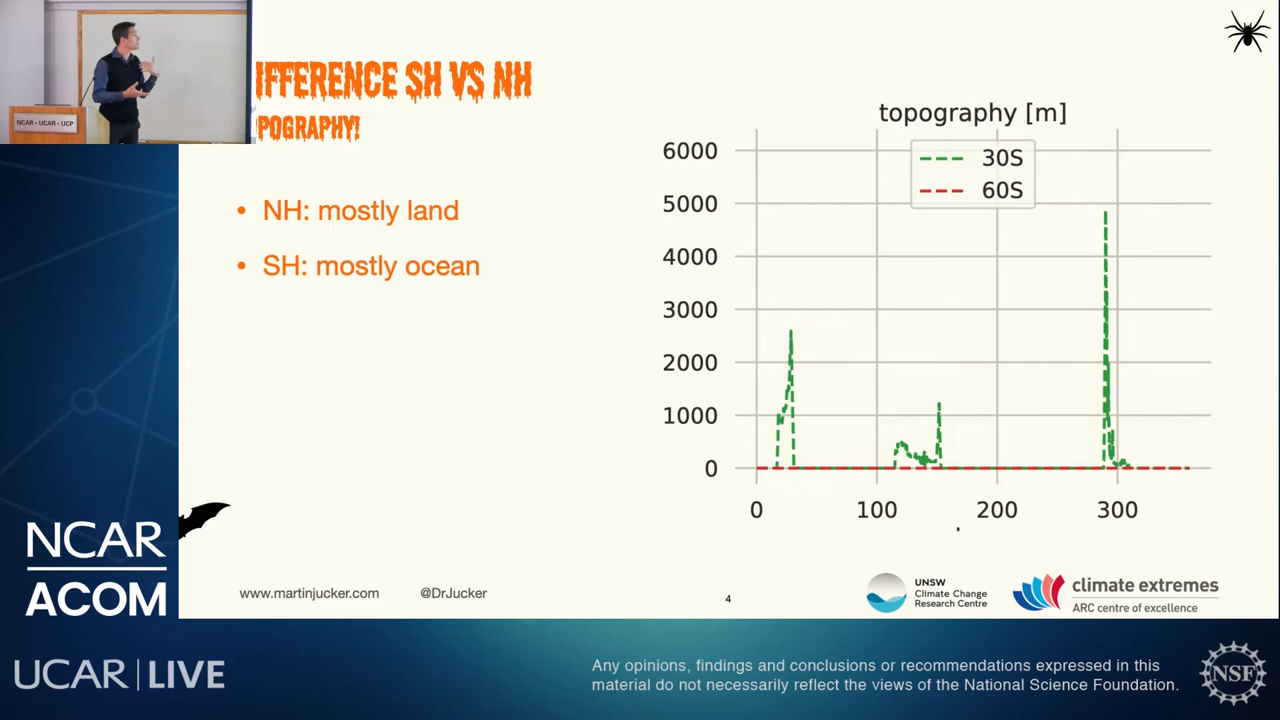 NCAR • UCAR • UCP
IFFERENCE SH VS NH
POGRAPHY!
• NH: mostly land
• SH: mostly ocean
topography [m]
30S
60S
6000
5000
4000
3000
2000
1000
0
0 100 200 300
www.martinjucker.com @DrJucker
4
UNSW
Climate Change
Research Centre
climate extremes
ARC centre of excellence
NCAR
ACOM
UCAR | LIVE
Any opinions, findings and conclusions or recommendations expressed in this
material do not necessarily reflect the views of the National Science Foundation.
NSF